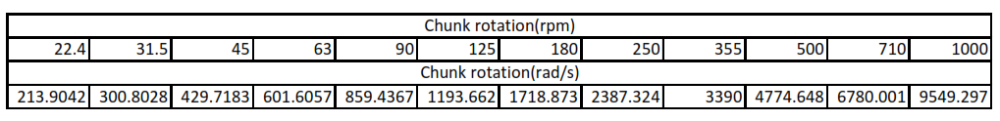 Chunk rotation(rpm)
22.4 31.5 45 63 90 125 180 250 355 500 710 1000
Chunk rotation(rad/s)
213.9042 300.8028 429.7183 601.6057 859.4367 1193.662 1718.873 2387.324 3390 4774.648 6780.001 9549.297